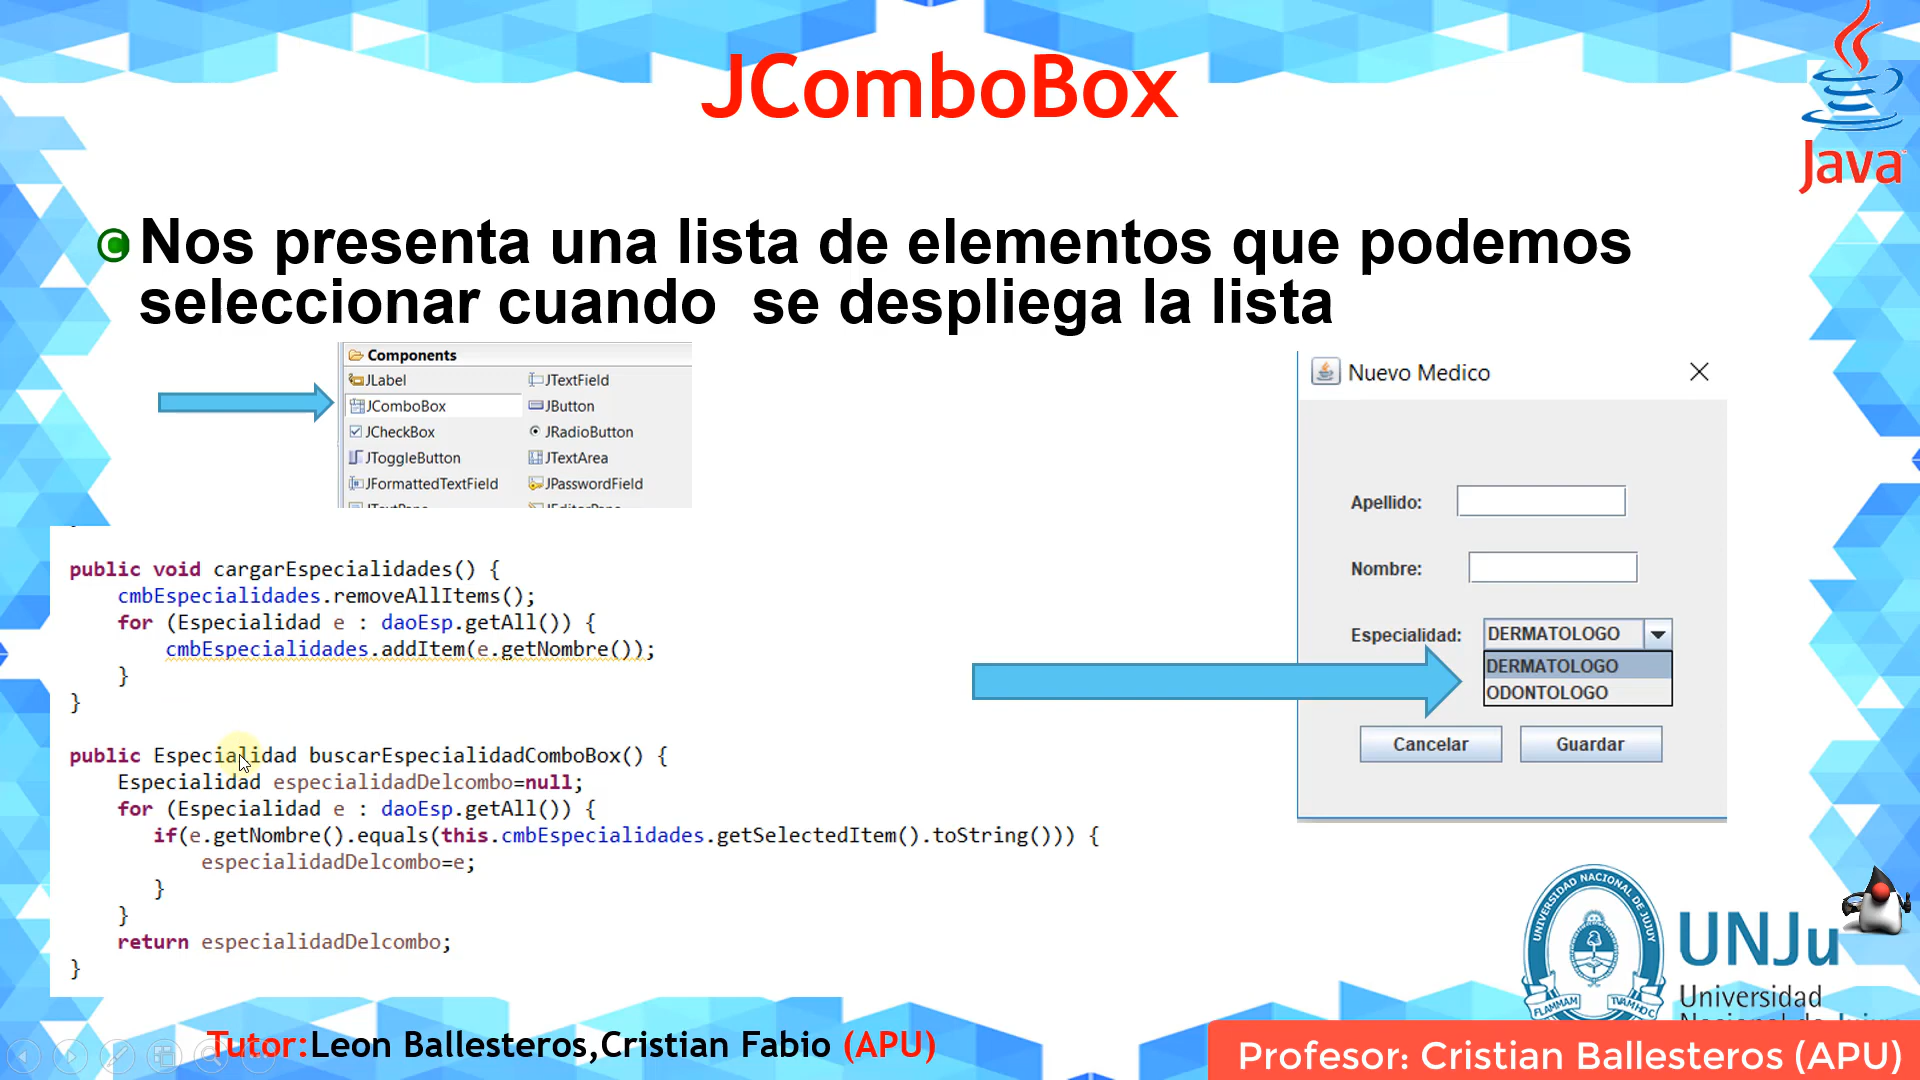 JComboBox
Java
Nos presenta una lista de elementos que podemos
seleccionar cuando se despliega la lista
Components
JLabel JTextField
JComboBox JButton
JCheckBox JRadioButton
JToggleButton JTextArea
JFormattedTextField JPasswordField
Nuevo Medico
Apellido:
Nombre:
Especialidad: DERMATOLOGO
DERMATOLOGO
ODONTOLOGO
Cancelar Guardar
public void cargarEspecialidades() {
cmbEspecialidades.removeAllItems();
for (Especialidad e : daoEsp.getAll()) {
cmbEspecialidades.addItem(e.getNombre());
}
}
public Especialidad buscarEspecialidadComboBox() {
Especialidad especialidadDelcombo=null;
for (Especialidad e : daoEsp.getAll()) {
if(e.getNombre().equals(this.cmbEspecialidades.getSelectedItem().toString())) {
especialidadDelcombo=e;
}
}
return especialidadDelcombo;
}
UNIVERSIDAD NACIONAL DE JUJUY
UNJu
Universidad
Tutor:Leon Ballesteros,Cristian Fabio (APU)
Profesor: Cristian Ballesteros (APU)